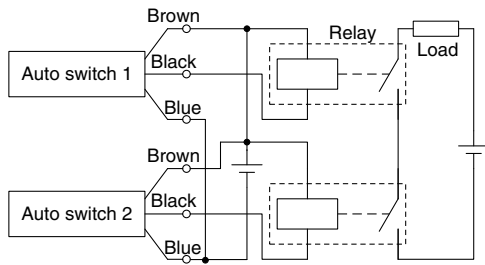 Brown
Relay
Load
Auto switch 1
Black
Blue
Brown
Auto switch 2
Black
Blue